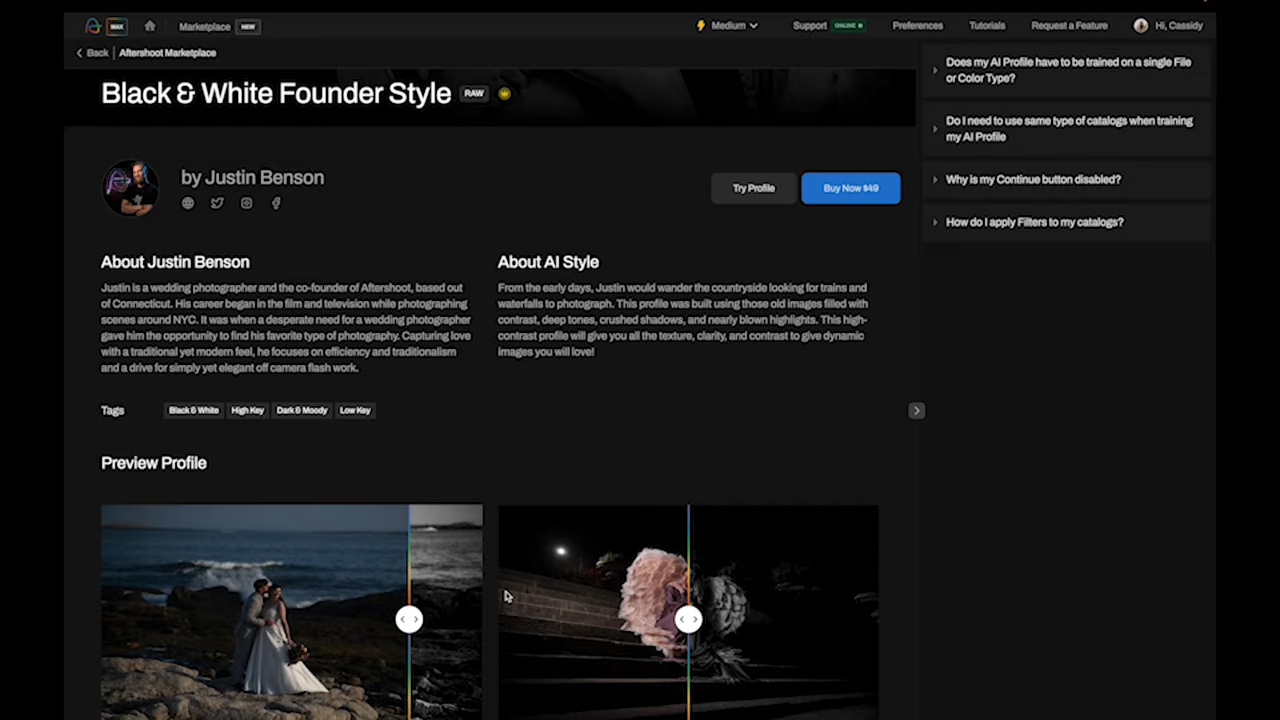 MAX
Marketplace NEW
Medium
Support ONLINE
Preferences
Tutorials
Request a Feature
Hi, Cassidy
Back
Aftershoot Marketplace
Black & White Founder Style RAW
by Justin Benson
Try Profile
Buy Now $49
About Justin Benson
Justin is a wedding photographer and the co-founder of Aftershoot, based out
of Connecticut. His career began in the film and television while photographing
scenes around NYC. It was when a desperate need for a wedding photographer
gave him the opportunity to find his favorite type of photography. Capturing love
with a traditional yet modern feel, he focuses on efficiency and traditionalism
and a drive for simply yet elegant off camera flash work.
About AI Style
From the early days, Justin would wander the countryside looking for trains and
waterfalls to photograph. This profile was built using those old images filled with
contrast, deep tones, crushed shadows, and nearly blown highlights. This high-
contrast profile will give you all the texture, clarity, and contrast to give dynamic
images you will love!
Tags
Black & White
High Key
Dark & Moody
Low Key
Preview Profile
Does my AI Profile have to be trained on a single File
or Color Type?
Do I need to use same type of catalogs when training
my AI Profile
Why is my Continue button disabled?
How do I apply Filters to my catalogs?